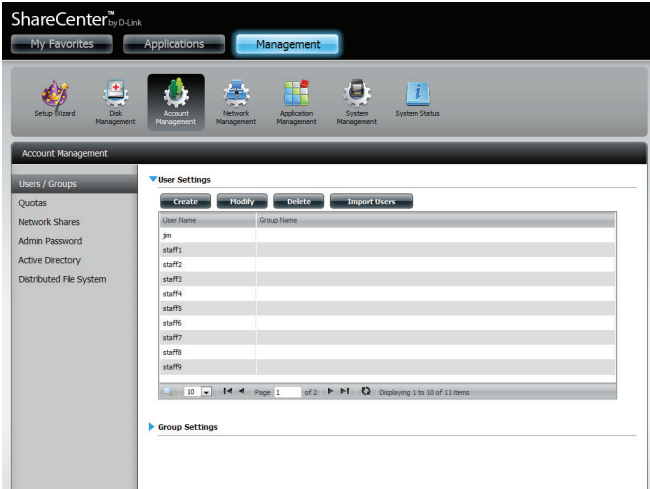 ShareCenter™ by D-Link
My Favorites Applications Management
Setup Wizard Disk Management Account Management Network Management Application Management System Management System Status
Account Management
Users / Groups
Quotas
Network Shares
Admin Password
Active Directory
Distributed File System
User Settings
Create Modify Delete Import Users
User Name Group Name
jim
staff1
staff2
staff3
staff4
staff5
staff6
staff7
staff8
staff9
10 Page 1 of 2 Displaying 1 to 10 of 11 items
Group Settings